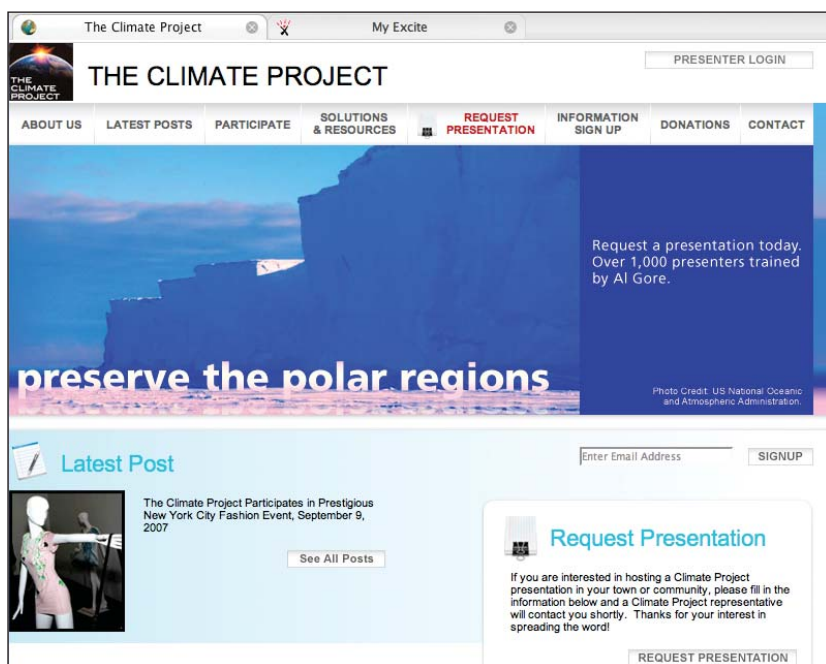 The Climate Project
My Excite
PRESENTER LOGIN
THE
CLIMATE
PROJECT
THE CLIMATE PROJECT
ABOUT US
LATEST POSTS
PARTICIPATE
SOLUTIONS
& RESOURCES
REQUEST
PRESENTATION
INFORMATION
SIGN UP
DONATIONS
CONTACT
Request a presentation today.
Over 1,000 presenters trained
by Al Gore.
preserve the polar regions
Photo Credit: US National Oceanic
and Atmospheric Administration.
Latest Post
Enter Email Address
SIGNUP
The Climate Project Participates in Prestigious
New York City Fashion Event, September 9,
2007
See All Posts
Request Presentation
If you are interested in hosting a Climate Project
presentation in your town or community, please fill in the
information below and a Climate Project representative
will contact you shortly. Thanks for your interest in
spreading the word!
REQUEST PRESENTATION